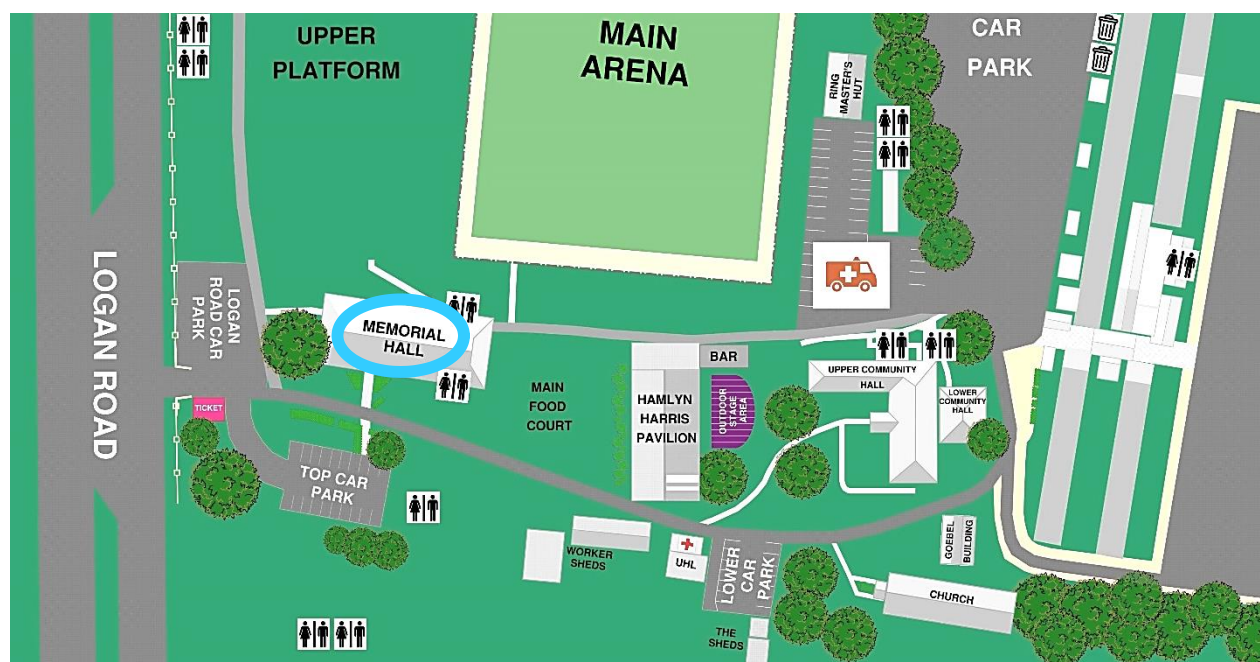 UPPER
PLATFORM
MAIN
ARENA
CAR
PARK
RING
MASTER'S
HUT
LOGAN ROAD
LOGAN
ROAD CAR
PARK
MEMORIAL
HALL
TICKET
TOP CAR
PARK
MAIN
FOOD
COURT
HAMLYN
HARRIS
PAVILION
BAR
OUTDOOR
STAGE
AREA
UPPER COMMUNITY
HALL
LOWER
COMMUNITY
HALL
WORKER
SHEDS
UHL
LOWER
CAR
PARK
GOEBEL
BUILDING
CHURCH
THE
SHEDS